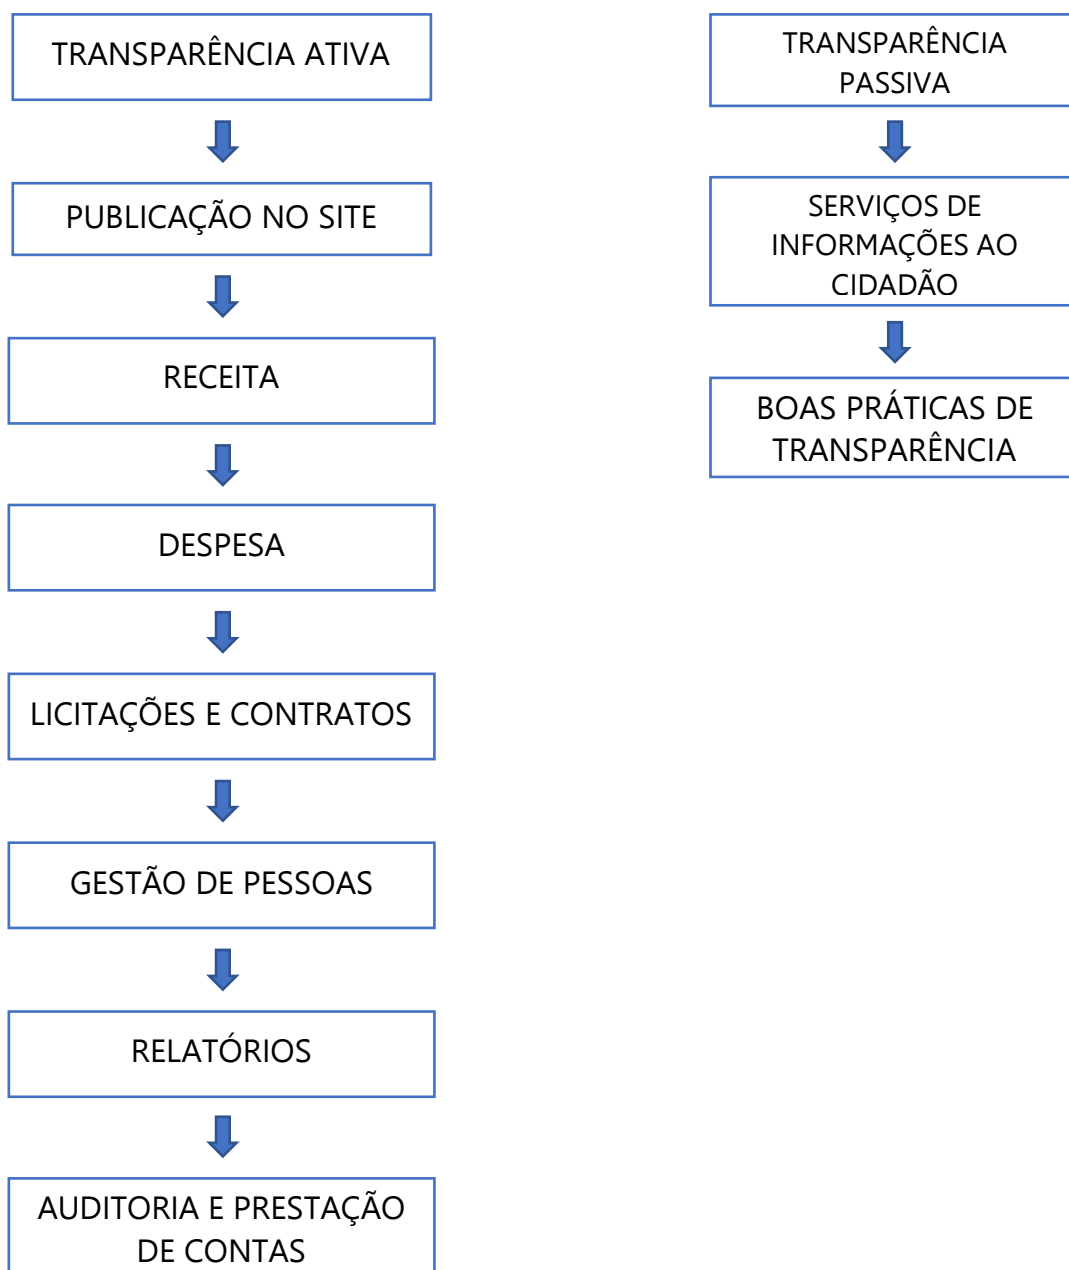 TRANSPARÊNCIA ATIVA
PUBLICAÇÃO NO SITE
RECEITA
DESPESA
LICITAÇÕES E CONTRATOS
GESTÃO DE PESSOAS
RELATÓRIOS
AUDITORIA E PRESTAÇÃO
DE CONTAS
TRANSPARÊNCIA
PASSIVA
SERVIÇOS DE
INFORMAÇÕES AO
CIDADÃO
BOAS PRÁTICAS DE
TRANSPARÊNCIA